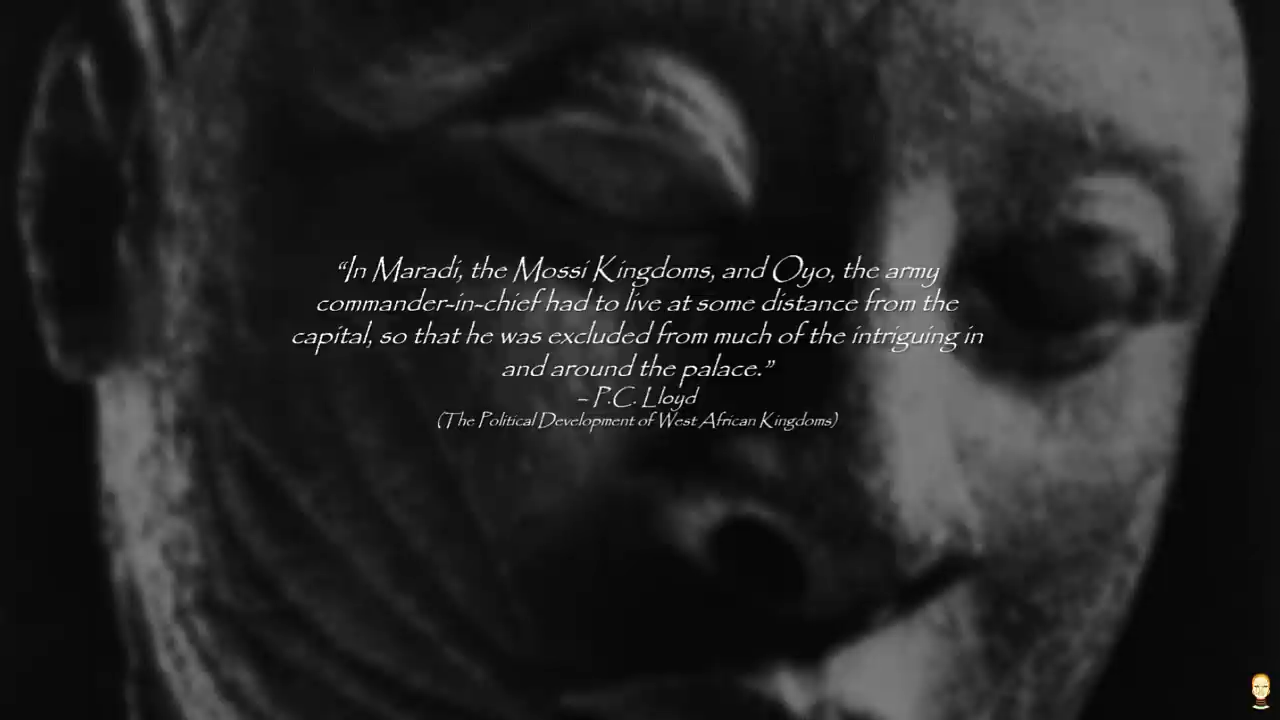 “In Maradi, the Mossi Kingdoms, and Oyo, the army
commander-in-chief had to live at some distance from the
capital, so that he was excluded from much of the intriguing in
and around the palace.”
– P.C. Lloyd
(The Political Development of West African Kingdoms)